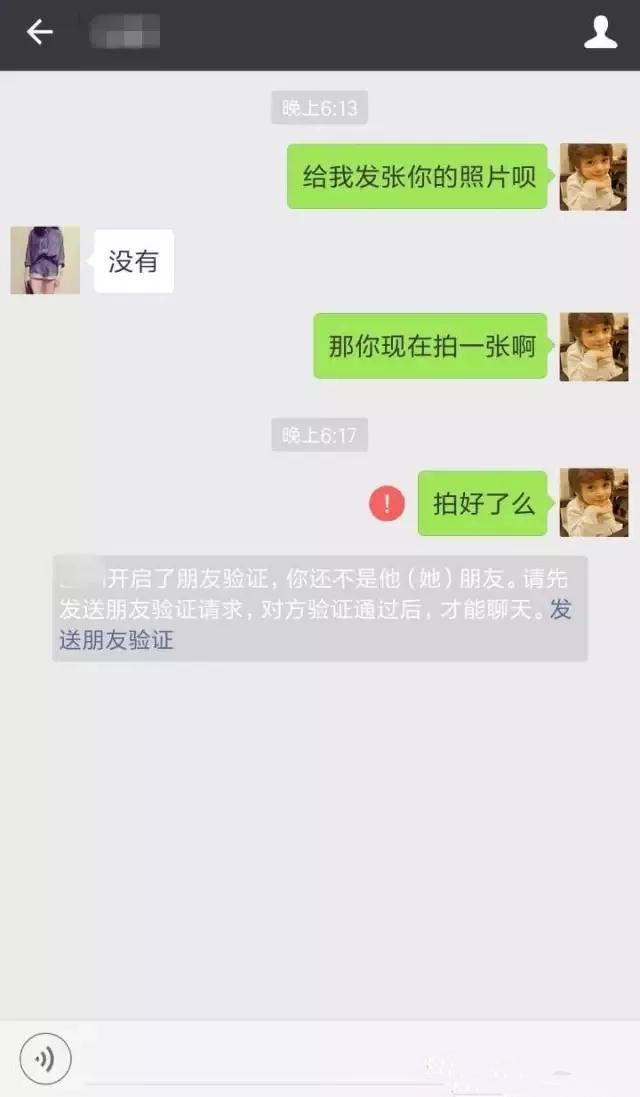 晚上6:13
给我发张你的照片呗
没有
那你现在拍一张啊
晚上6:17
拍好了么
开启了朋友验证，你还不是他（她）朋友。请先
发送朋友验证请求，对方验证通过后，才能聊天。发
送朋友验证